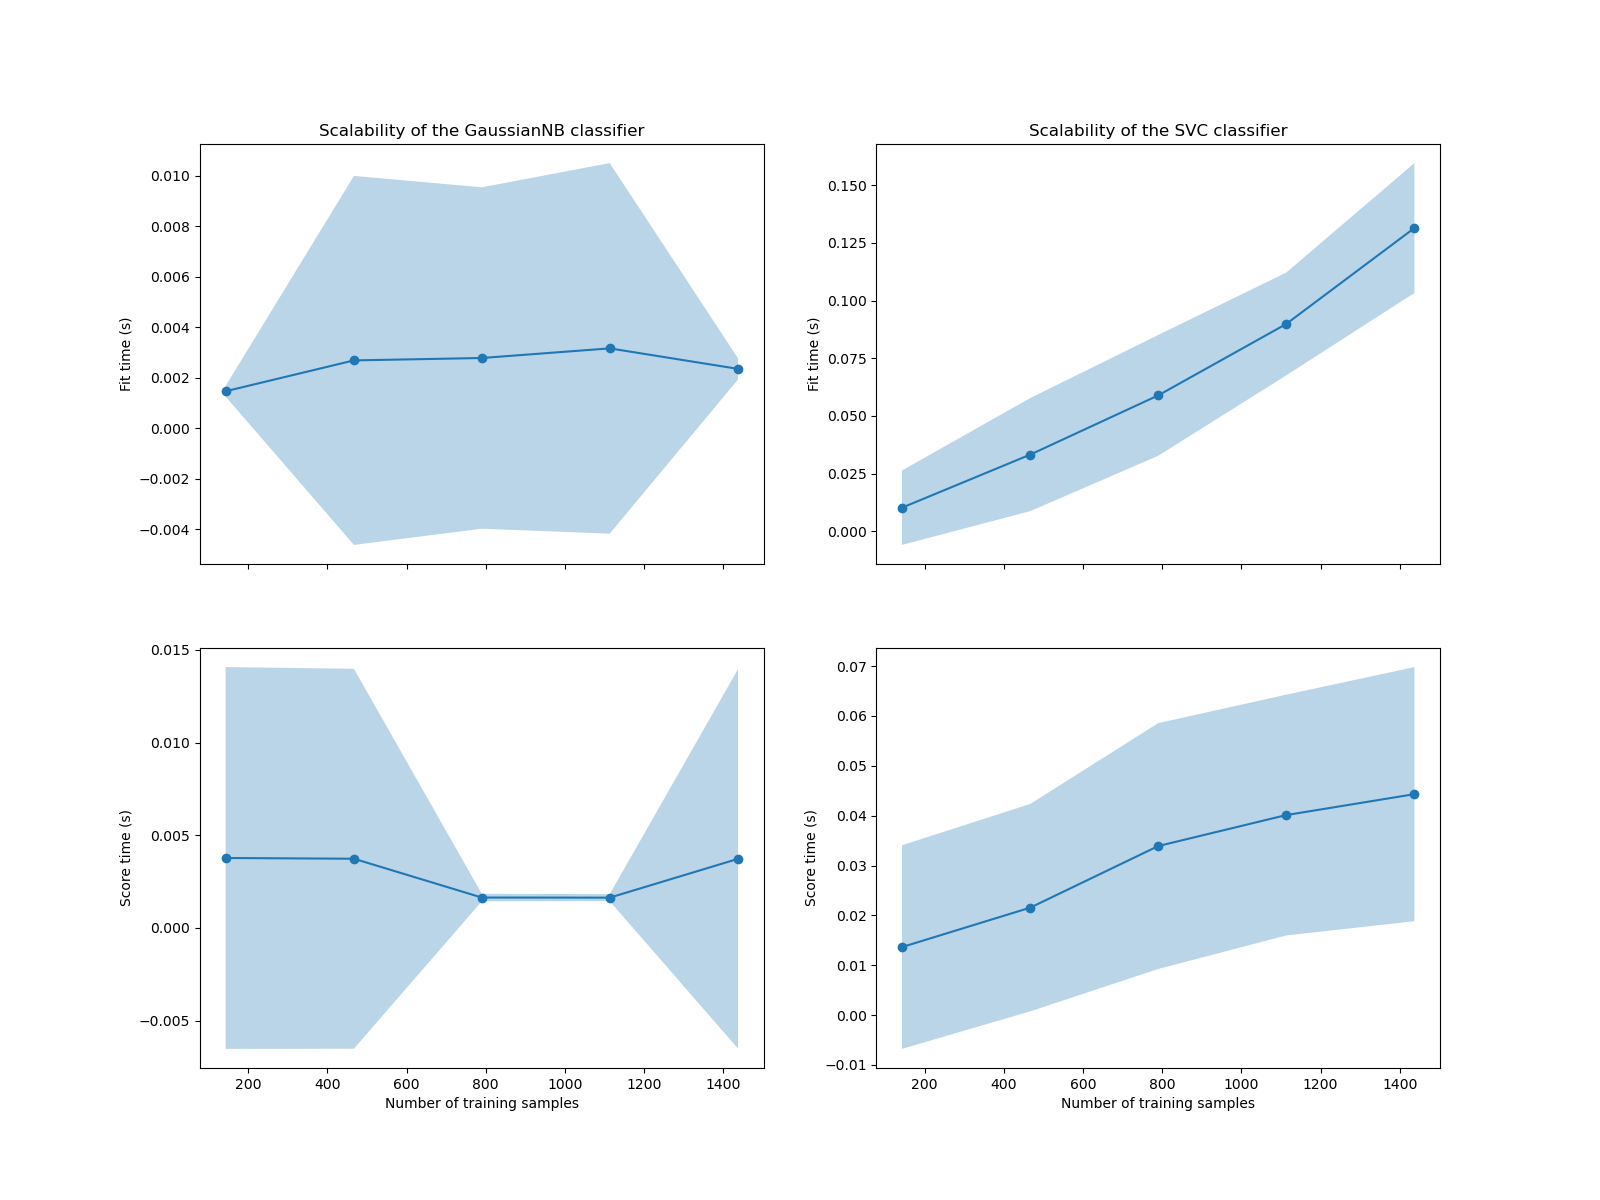 Scalability of the GaussianNB classifier
0.010
0.008
0.006
0.004
0.002
0.000
−0.002
−0.004
Fit time (s)
Scalability of the SVC classifier
0.150
0.125
0.100
0.075
0.050
0.025
0.000
Fit time (s)
0.015
0.010
0.005
0.000
−0.005
Score time (s)
200 400 600 800 1000 1200 1400
Number of training samples
0.07
0.06
0.05
0.04
0.03
0.02
0.01
0.00
−0.01
Score time (s)
200 400 600 800 1000 1200 1400
Number of training samples